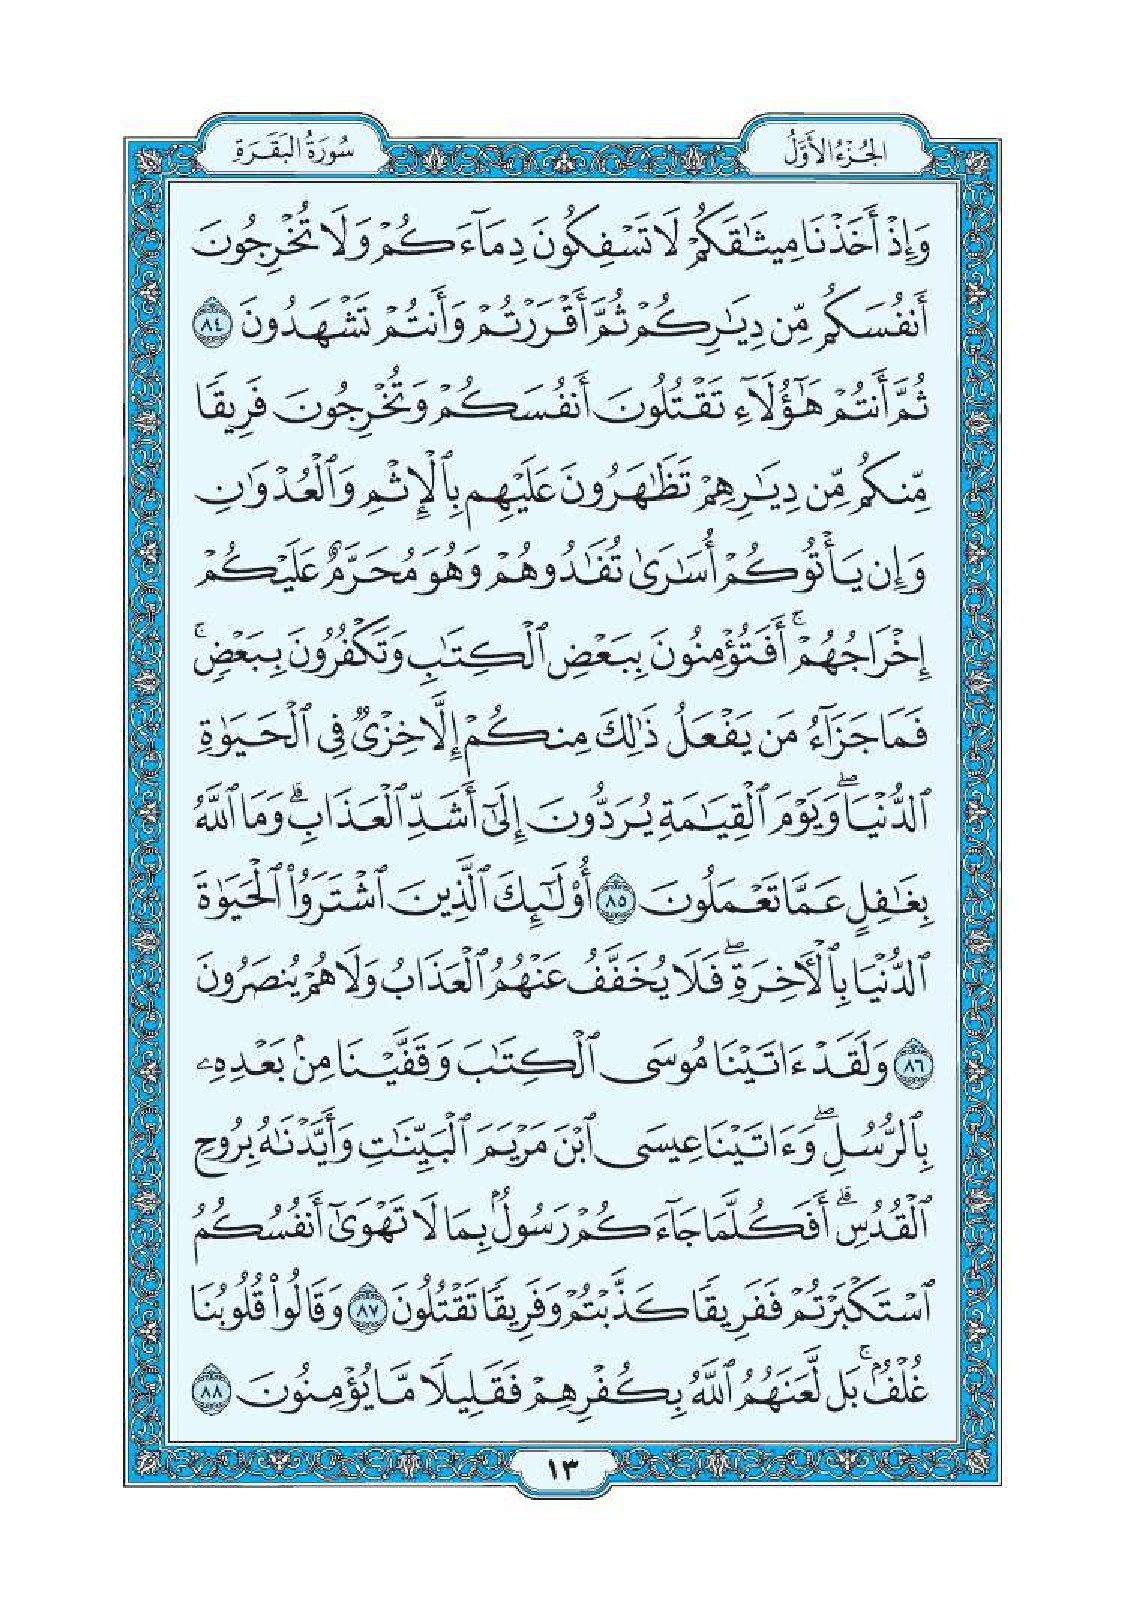 الجُزْءُ الأَوَّلُ
سُورَةُ البَقَرَةِ
وَإِذْ أَخَذْنَا مِيثَٰقَكُمْ لَا تَسْفِكُونَ دِمَآءَكُمْ وَلَا تُخْرِجُونَ
أَنفُسَكُم مِّن دِيَٰرِكُمْ ثُمَّ أَقْرَرْتُمْ وَأَنتُمْ تَشْهَدُونَ ٨٤
ثُمَّ أَنتُمْ هَٰٓؤُلَآءِ تَقْتُلُونَ أَنفُسَكُمْ وَتُخْرِجُونَ فَرِيقًا
مِّنكُم مِّن دِيَٰرِهِمْ تَظَٰهَرُونَ عَلَيْهِم بِٱلْإِثْمِ وَٱلْعُدْوَٰنِ
وَإِن يَأْتُوكُمْ أُسَٰرَىٰ تُفَٰدُوهُمْ وَهُوَ مُحَرَّمٌ عَلَيْكُمْ
إِخْرَاجُهُمْۚ أَفَتُؤْمِنُونَ بِبَعْضِ ٱلْكِتَٰبِ وَتَكْفُرُونَ بِبَعْضٍۚ
فَمَا جَزَآءُ مَن يَفْعَلُ ذَٰلِكَ مِنكُمْ إِلَّا خِزْىٌ فِى ٱلْحَيَوٰةِ
ٱلدُّنْيَاۖ وَيَوْمَ ٱلْقِيَٰمَةِ يُرَدُّونَ إِلَىٰٓ أَشَدِّ ٱلْعَذَابِۗ وَمَا ٱللَّهُ
بِغَٰفِلٍ عَمَّا تَعْمَلُونَ ٨٥ أُو۟لَٰٓئِكَ ٱلَّذِينَ ٱشْتَرَوُا۟ ٱلْحَيَوٰةَ
ٱلدُّنْيَا بِٱلْءَاخِرَةِۖ فَلَا يُخَفَّفُ عَنْهُمُ ٱلْعَذَابُ وَلَا هُمْ يُنصَرُونَ
٨٦ وَلَقَدْ ءَاتَيْنَا مُوسَى ٱلْكِتَٰبَ وَقَفَّيْنَا مِنۢ بَعْدِهِۦ
بِٱلرُّسُلِۖ وَءَاتَيْنَا عِيسَى ٱبْنَ مَرْيَمَ ٱلْبَيِّنَٰتِ وَأَيَّدْنَٰهُ بِرُوحِ
ٱلْقُدُسِۗ أَفَكُلَّمَا جَآءَكُمْ رَسُولٌۢ بِمَا لَا تَهْوَىٰٓ أَنفُسُكُمُ
ٱسْتَكْبَرْتُمْ فَفَرِيقًا كَذَّبْتُمْ وَفَرِيقًا تَقْتُلُونَ ٨٧ وَقَالُوا۟ قُلُوبُنَا
غُلْفٌۢۚ بَل لَّعَنَهُمُ ٱللَّهُ بِكُفْرِهِمْ فَقَلِيلًا مَّا يُؤْمِنُونَ ٨٨
١٣